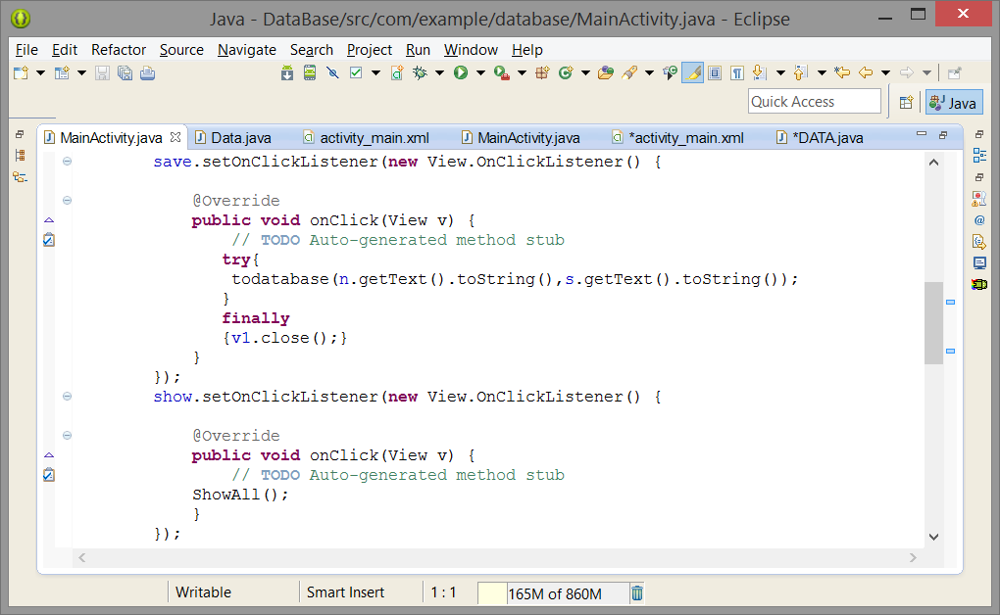 Java - DataBase/src/com/example/database/MainActivity.java - Eclipse
File Edit Refactor Source Navigate Search Project Run Window Help
Quick Access
Java
MainActivity.java Data.java activity_main.xml MainActivity.java *activity_main.xml *DATA.java
save.setOnClickListener(new View.OnClickListener() {
@Override
public void onClick(View v) {
// TODO Auto-generated method stub
try{
todatabase(n.getText().toString(),s.getText().toString());
}
finally
{v1.close();}
}
});
show.setOnClickListener(new View.OnClickListener() {
@Override
public void onClick(View v) {
// TODO Auto-generated method stub
ShowAll();
}
});
Writable Smart Insert 1 : 1 165M of 860M